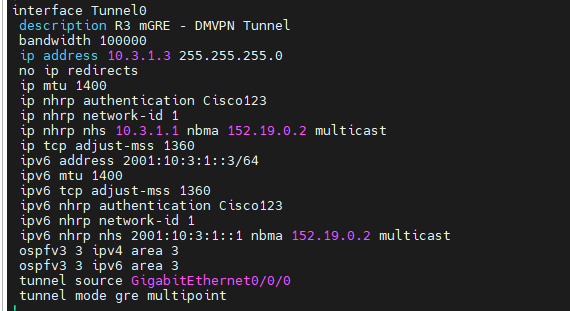 interface Tunnel0
description R3 mGRE - DMVPN Tunnel
bandwidth 100000
ip address 10.3.1.3 255.255.255.0
no ip redirects
ip mtu 1400
ip nhrp authentication Cisco123
ip nhrp network-id 1
ip nhrp nhs 10.3.1.1 nbma 152.19.0.2 multicast
ip tcp adjust-mss 1360
ipv6 address 2001:10:3:1::3/64
ipv6 mtu 1400
ipv6 tcp adjust-mss 1360
ipv6 nhrp authentication Cisco123
ipv6 nhrp network-id 1
ipv6 nhrp nhs 2001:10:3:1::1 nbma 152.19.0.2 multicast
ospfv3 3 ipv4 area 3
ospfv3 3 ipv6 area 3
tunnel source GigabitEthernet0/0/0
tunnel mode gre multipoint